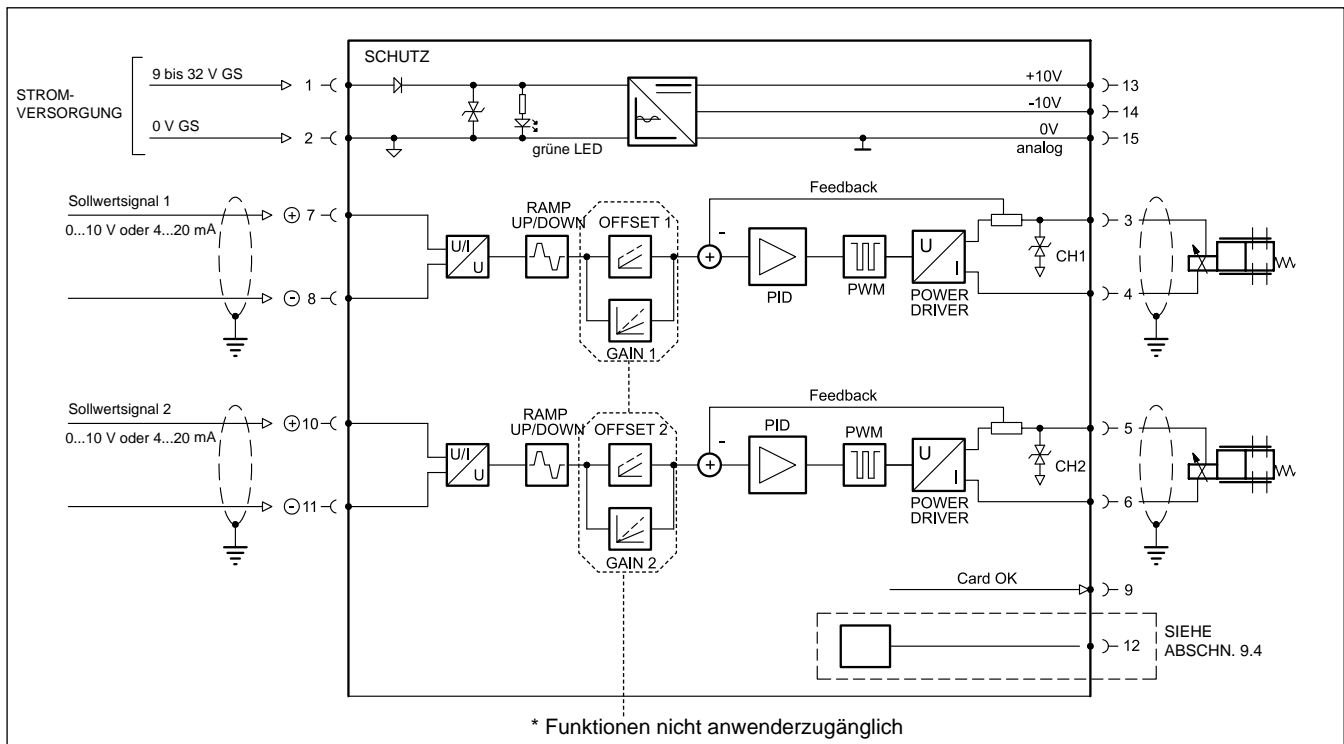 SCHUTZ
STROM-
VERSORGUNG
9 bis 32 V GS
1
0 V GS
2
grüne LED
+10V
13
-10V
14
0V
analog
15
Sollwertsignal 1
0...10 V oder 4...20 mA
+ 7
- 8
U/I
U
RAMP
UP/DOWN
OFFSET 1
GAIN 1
Feedback
-
+
PID
PWM
U
I
POWER
DRIVER
CH1
3
4
Sollwertsignal 2
0...10 V oder 4...20 mA
+ 10
- 11
U/I
U
RAMP
UP/DOWN
OFFSET 2
GAIN 2
Feedback
-
+
PID
PWM
U
I
POWER
DRIVER
CH2
5
6
Card OK
9
12
SIEHE
ABSCHN. 9.4
* Funktionen nicht anwenderzugänglich